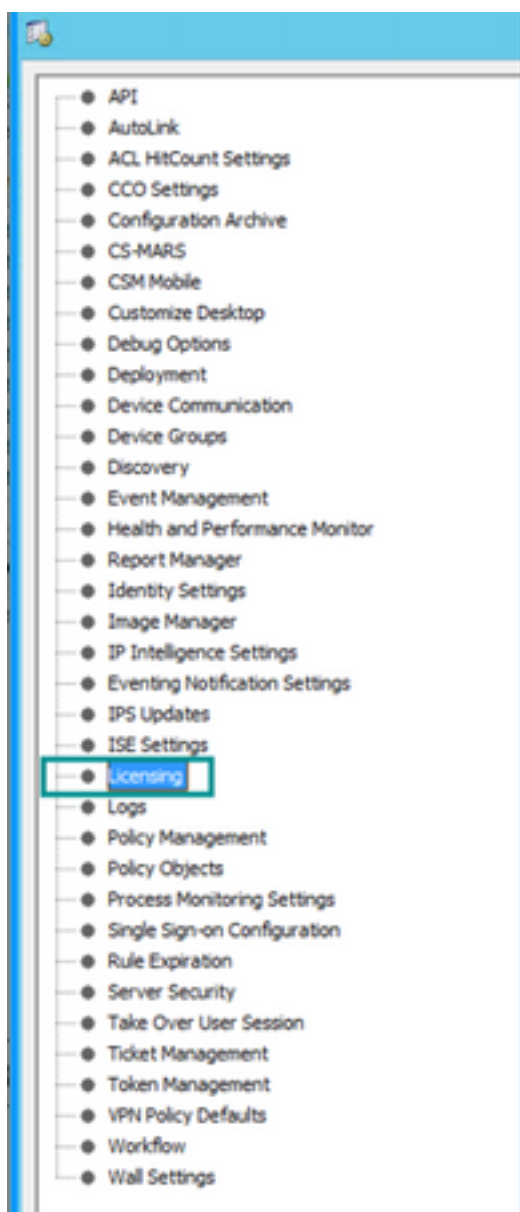 API
AutoLink
ACL HitCount Settings
CCO Settings
Configuration Archive
CS-MARS
CSM Mobile
Customize Desktop
Debug Options
Deployment
Device Communication
Device Groups
Discovery
Event Management
Health and Performance Monitor
Report Manager
Identity Settings
Image Manager
IP Intelligence Settings
Eventing Notification Settings
IPS Updates
ISE Settings
Licensing
Logs
Policy Management
Policy Objects
Process Monitoring Settings
Single Sign-on Configuration
Rule Expiration
Server Security
Take Over User Session
Ticket Management
Token Management
VPN Policy Defaults
Workflow
Wall Settings